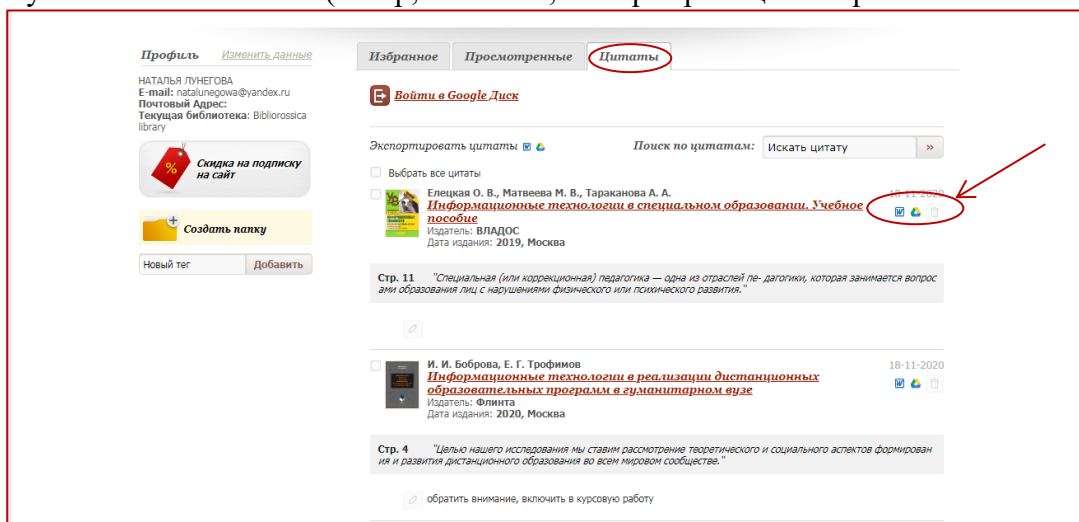 Профиль Изменить данные
НАТАЛЬЯ ЛУНЕГОВА
E-mail: natalunegowa@yandex.ru
Почтовый Адрес:
Текущая библиотека: Bibliorossica
library
%
Скидка на подписку
на сайт
+
Создать папку
Новый тег Добавить
Избранное Просмотренные Цитаты
Войти в Google Диск
Экспортировать цитаты Поиск по цитатам: Искать цитату »
Выбрать все цитаты
Елецкая О. В., Матвеева М. В., Тараканова А. А. 18-11-2020
Информационные технологии в специальном образовании. Учебное
пособие
Издатель: ВЛАДОС
Дата издания: 2019, Москва
Стр. 11 "Специальная (или коррекционная) педагогика — одна из отраслей пе- дагогики, которая занимается вопрос
ами образования лиц с нарушениями физического или психического развития."
И. И. Боброва, Е. Г. Трофимов 18-11-2020
Информационные технологии в реализации дистанционных
образовательных программ в гуманитарном вузе
Издатель: Флинта
Дата издания: 2020, Москва
Стр. 4 "Целью нашего исследования мы ставим рассмотрение теоретического и социального аспектов формирован
ия и развития дистанционного образования во всем мировом сообществе."
обратить внимание, включить в курсовую работу